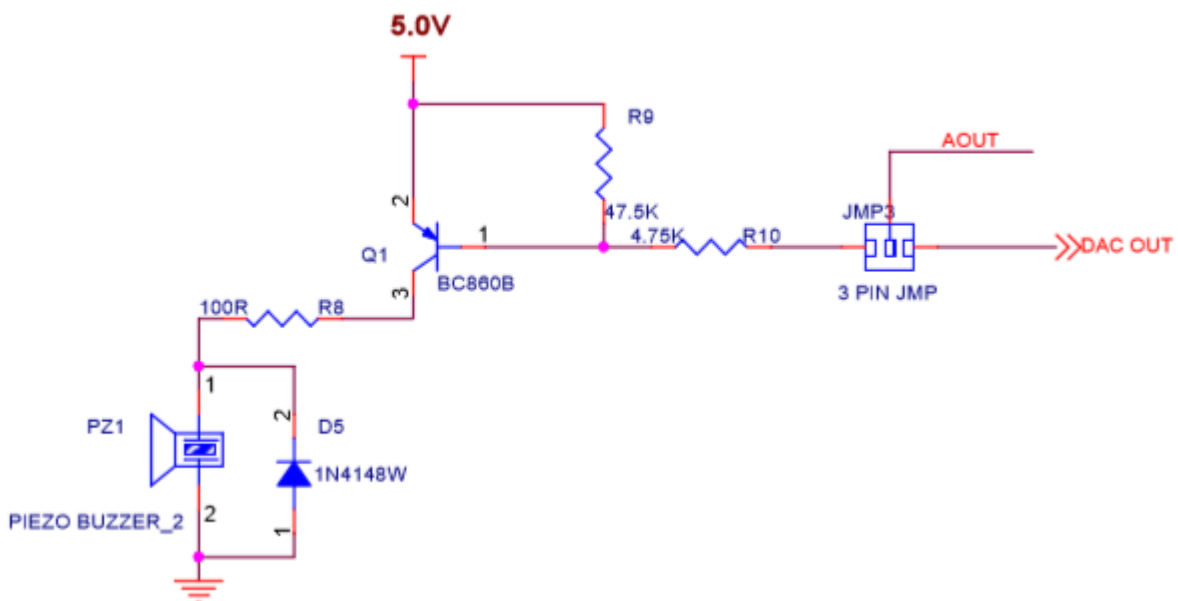 5.0V
R9
AOUT
2
47.5K
JMP3
1
4.75K
R10
DAC OUT
Q1
BC860B
3
3 PIN JMP
100R
R8
1
PZ1
2
D5
1N4148W
PIEZO BUZZER_2
2
1